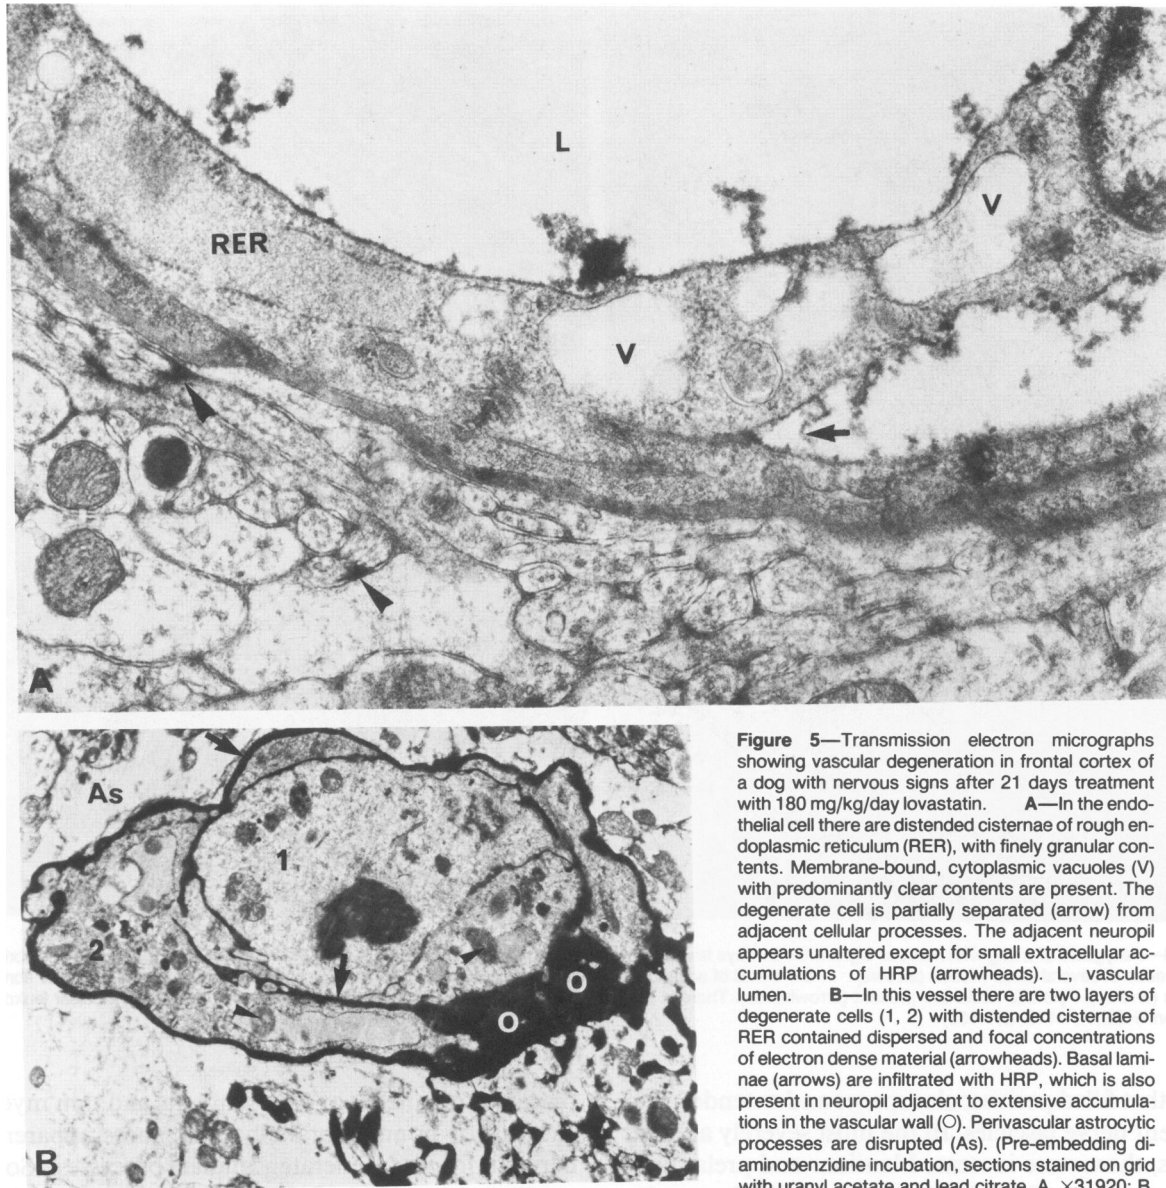 L
V
RER
V
A
As
1
2
O
O
B
Figure 5—Transmission electron micrographs
showing vascular degeneration in frontal cortex of
a dog with nervous signs after 21 days treatment
with 180 mg/kg/day lovastatin. A—In the endo-
thelial cell there are distended cisternae of rough en-
doplasmic reticulum (RER), with finely granular con-
tents. Membrane-bound, cytoplasmic vacuoles (V)
with predominantly clear contents are present. The
degenerate cell is partially separated (arrow) from
adjacent cellular processes. The adjacent neuropil
appears unaltered except for small extracellular ac-
cumulations of HRP (arrowheads). L, vascular
lumen. B—In this vessel there are two layers of
degenerate cells (1, 2) with distended cisternae of
RER contained dispersed and focal concentrations
of electron dense material (arrowheads). Basal lami-
nae (arrows) are infiltrated with HRP, which is also
present in neuropil adjacent to extensive accumula-
tions in the vascular wall (O). Perivascular astrocytic
processes are disrupted (As). (Pre-embedding di-
aminobenzidine incubation, sections stained on grid
with uranyl acetate and lead citrate, A, ×31920; B,